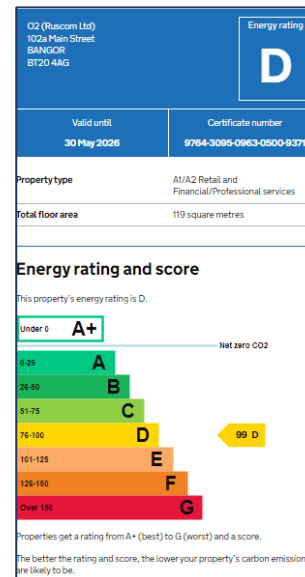 O2 (Ruscom Ltd)
102a Main Street
BANGOR
BT20 4AG
Energy rating
D
Valid until
30 May 2026
Certificate number
9764-3095-0963-0500-9371
Property type
A1/A2 Retail and
Financial/Professional services
Total floor area
119 square metres
Energy rating and score
This property's energy rating is D.
Under 0 A+
Net zero CO2
0-25 A
26-50 B
51-75 C
76-100 D
99 D
101-125 E
126-150 F
Over 150 G
Properties get a rating from A+ (best) to G (worst) and a score.
The better the rating and score, the lower your property's carbon emission
are likely to be.